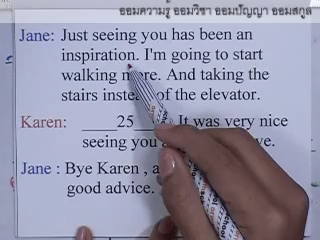 ออมความรู้ ออมวิชา ออมปัญญา ออมสกุล
Jane: Just seeing you has been an
inspiration. I'm going to start
walking more. And taking the
stairs instead of the elevator.
Karen: ____25____ It was very nice
seeing you
Jane : Bye Karen , a
good advice.